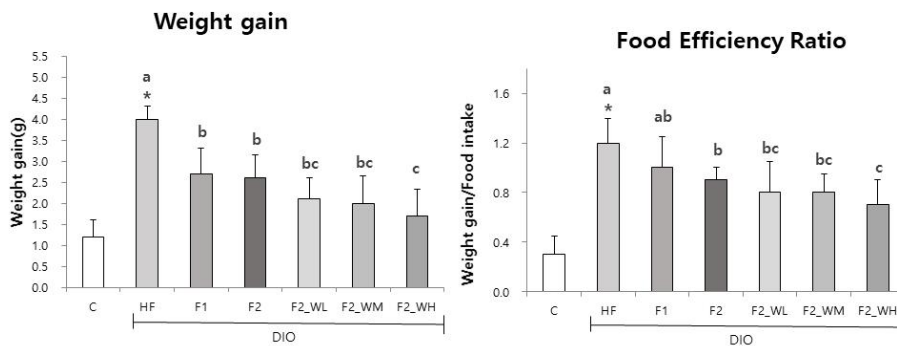 Weight gain
Weight gain(g)
5.5
5.0
4.5
4.0
3.5
3.0
2.5
2.0
1.5
1.0
0.5
0.0
a
*
b
b
bc
bc
c
C HF F1 F2 F2_WL F2_WM F2_WH
DIO
Food Efficiency Ratio
Weight gain/Food intake
1.6
1.2
0.8
0.4
0.0
a
*
ab
b
bc
bc
c
C HF F1 F2 F2_WL F2_WM F2_WH
DIO